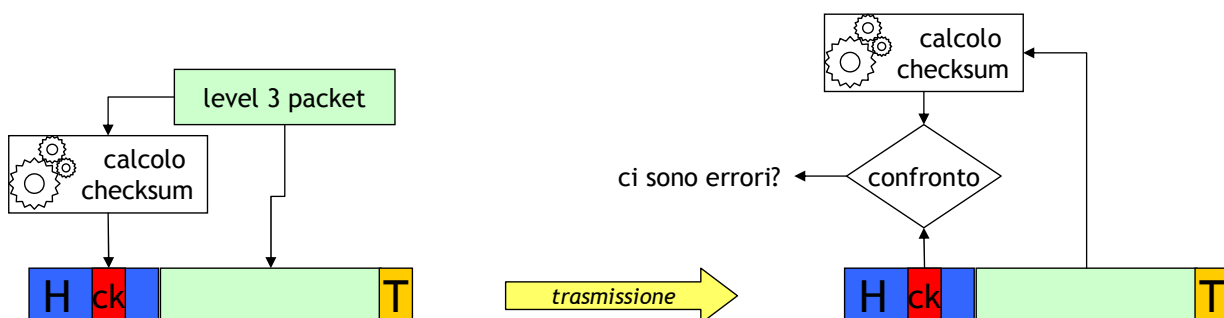 level 3 packet
calcolo
checksum
H
ck
T
trasmissione
calcolo
checksum
confronto
ci sono errori?
H
ck
T